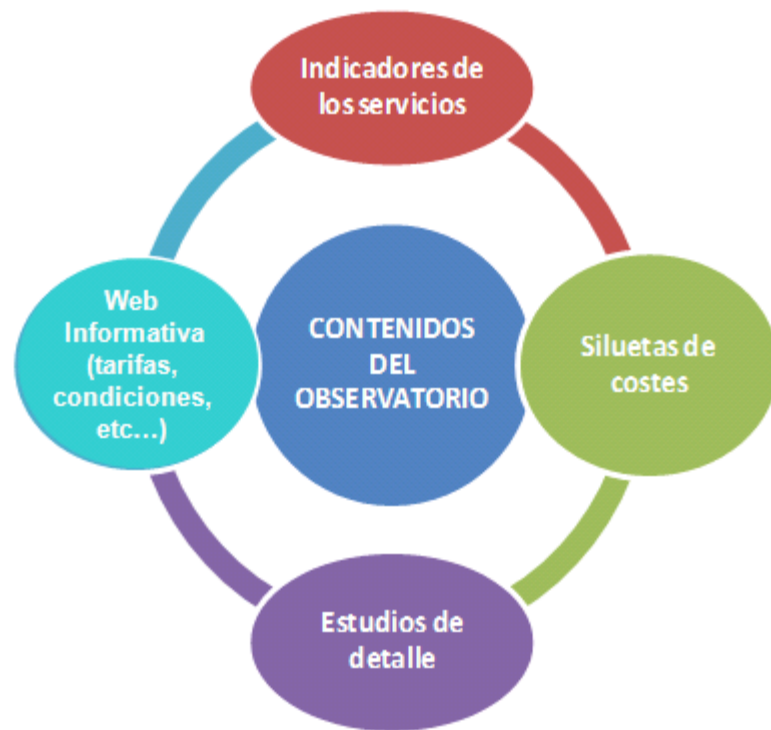 Indicadores de
los servicios
Web
Informativa
(tarifas,
condiciones,
etc...)
CONTENIDOS
DEL
OBSERVATORIO
Siluetas de
costes
Estudios de
detalle